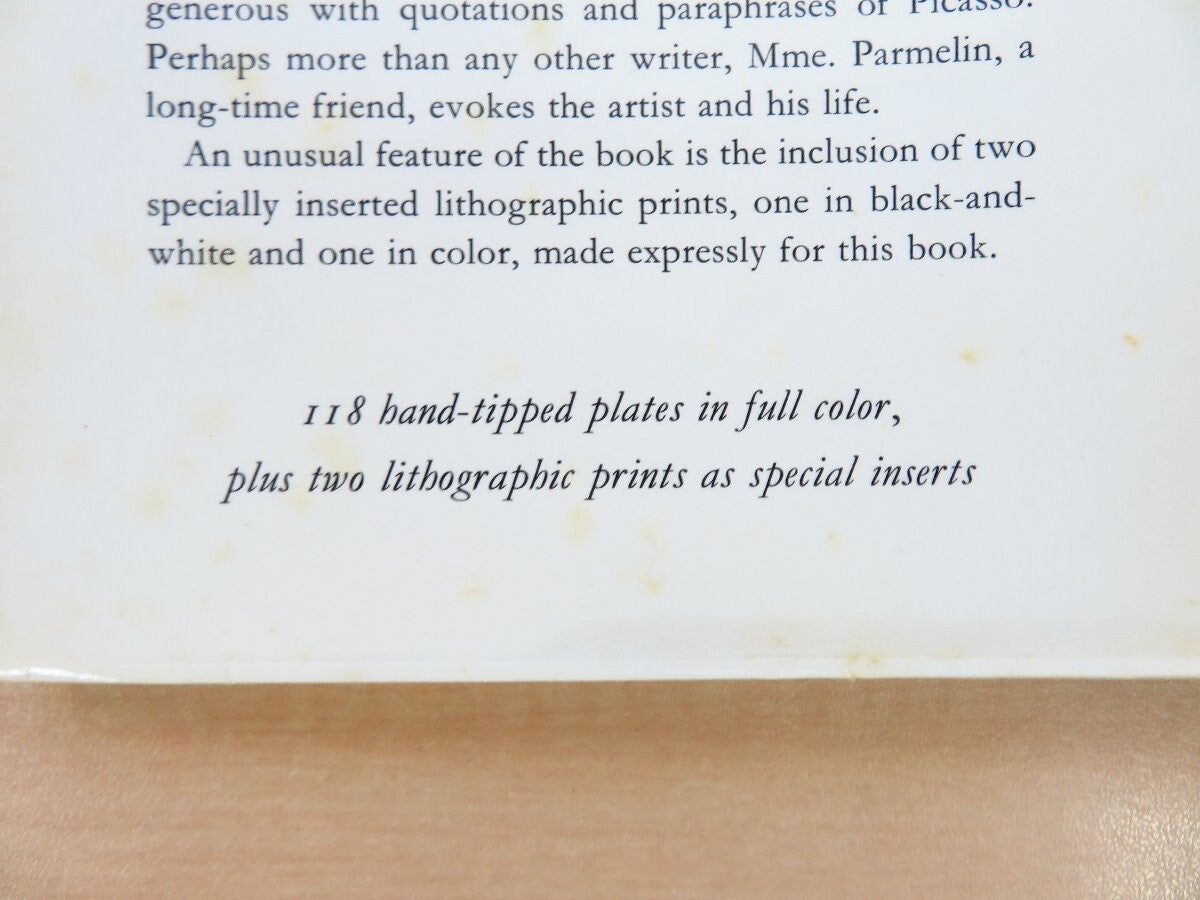 generous with quotations and paraphrases of Picasso.
Perhaps more than any other writer, Mme. Parmelin, a
long-time friend, evokes the artist and his life.
An unusual feature of the book is the inclusion of two
specially inserted lithographic prints, one in black-and-
white and one in color, made expressly for this book.
118 hand-tipped plates in full color,
plus two lithographic prints as special inserts